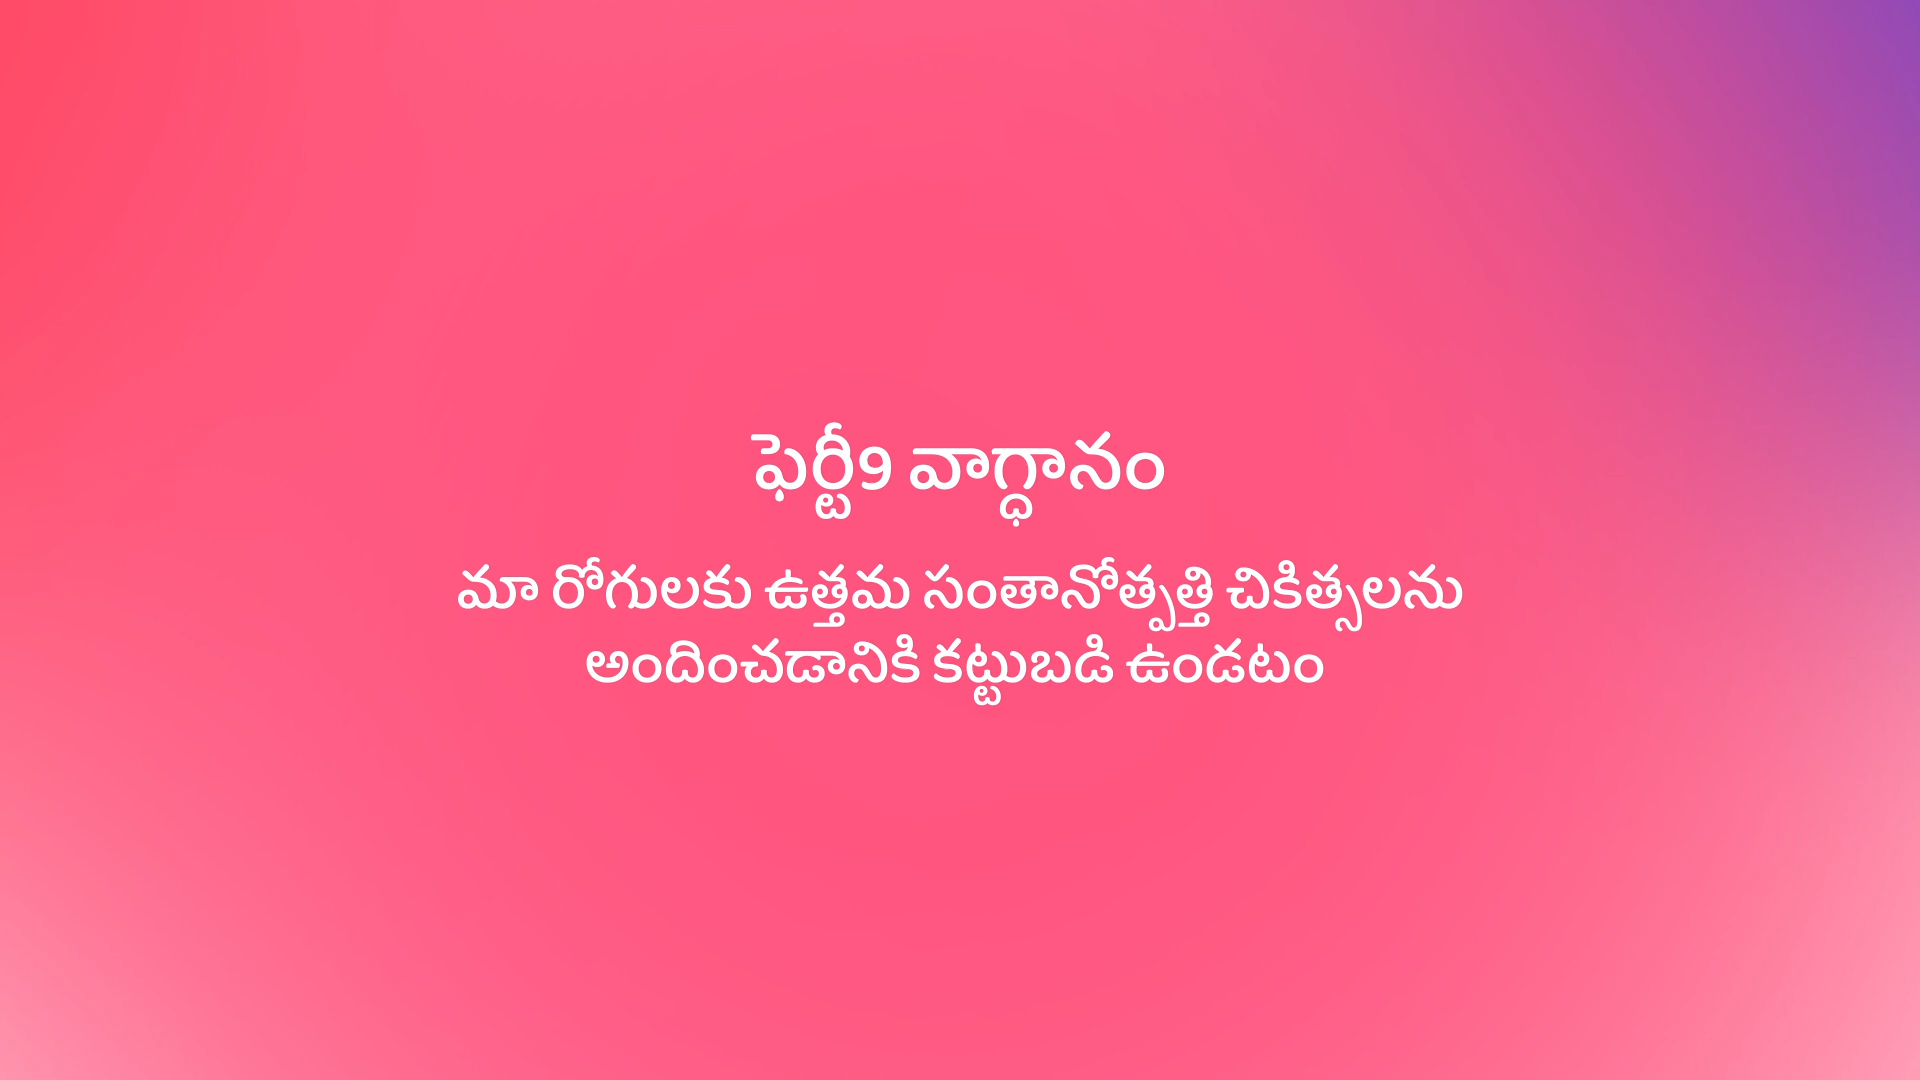 ఫెర్టీ9 వాగ్ధానం
మా రోగులకు ఉత్తమ సంతానోత్పత్తి చికిత్సలను
అందించడానికి కట్టుబడి ఉండటం